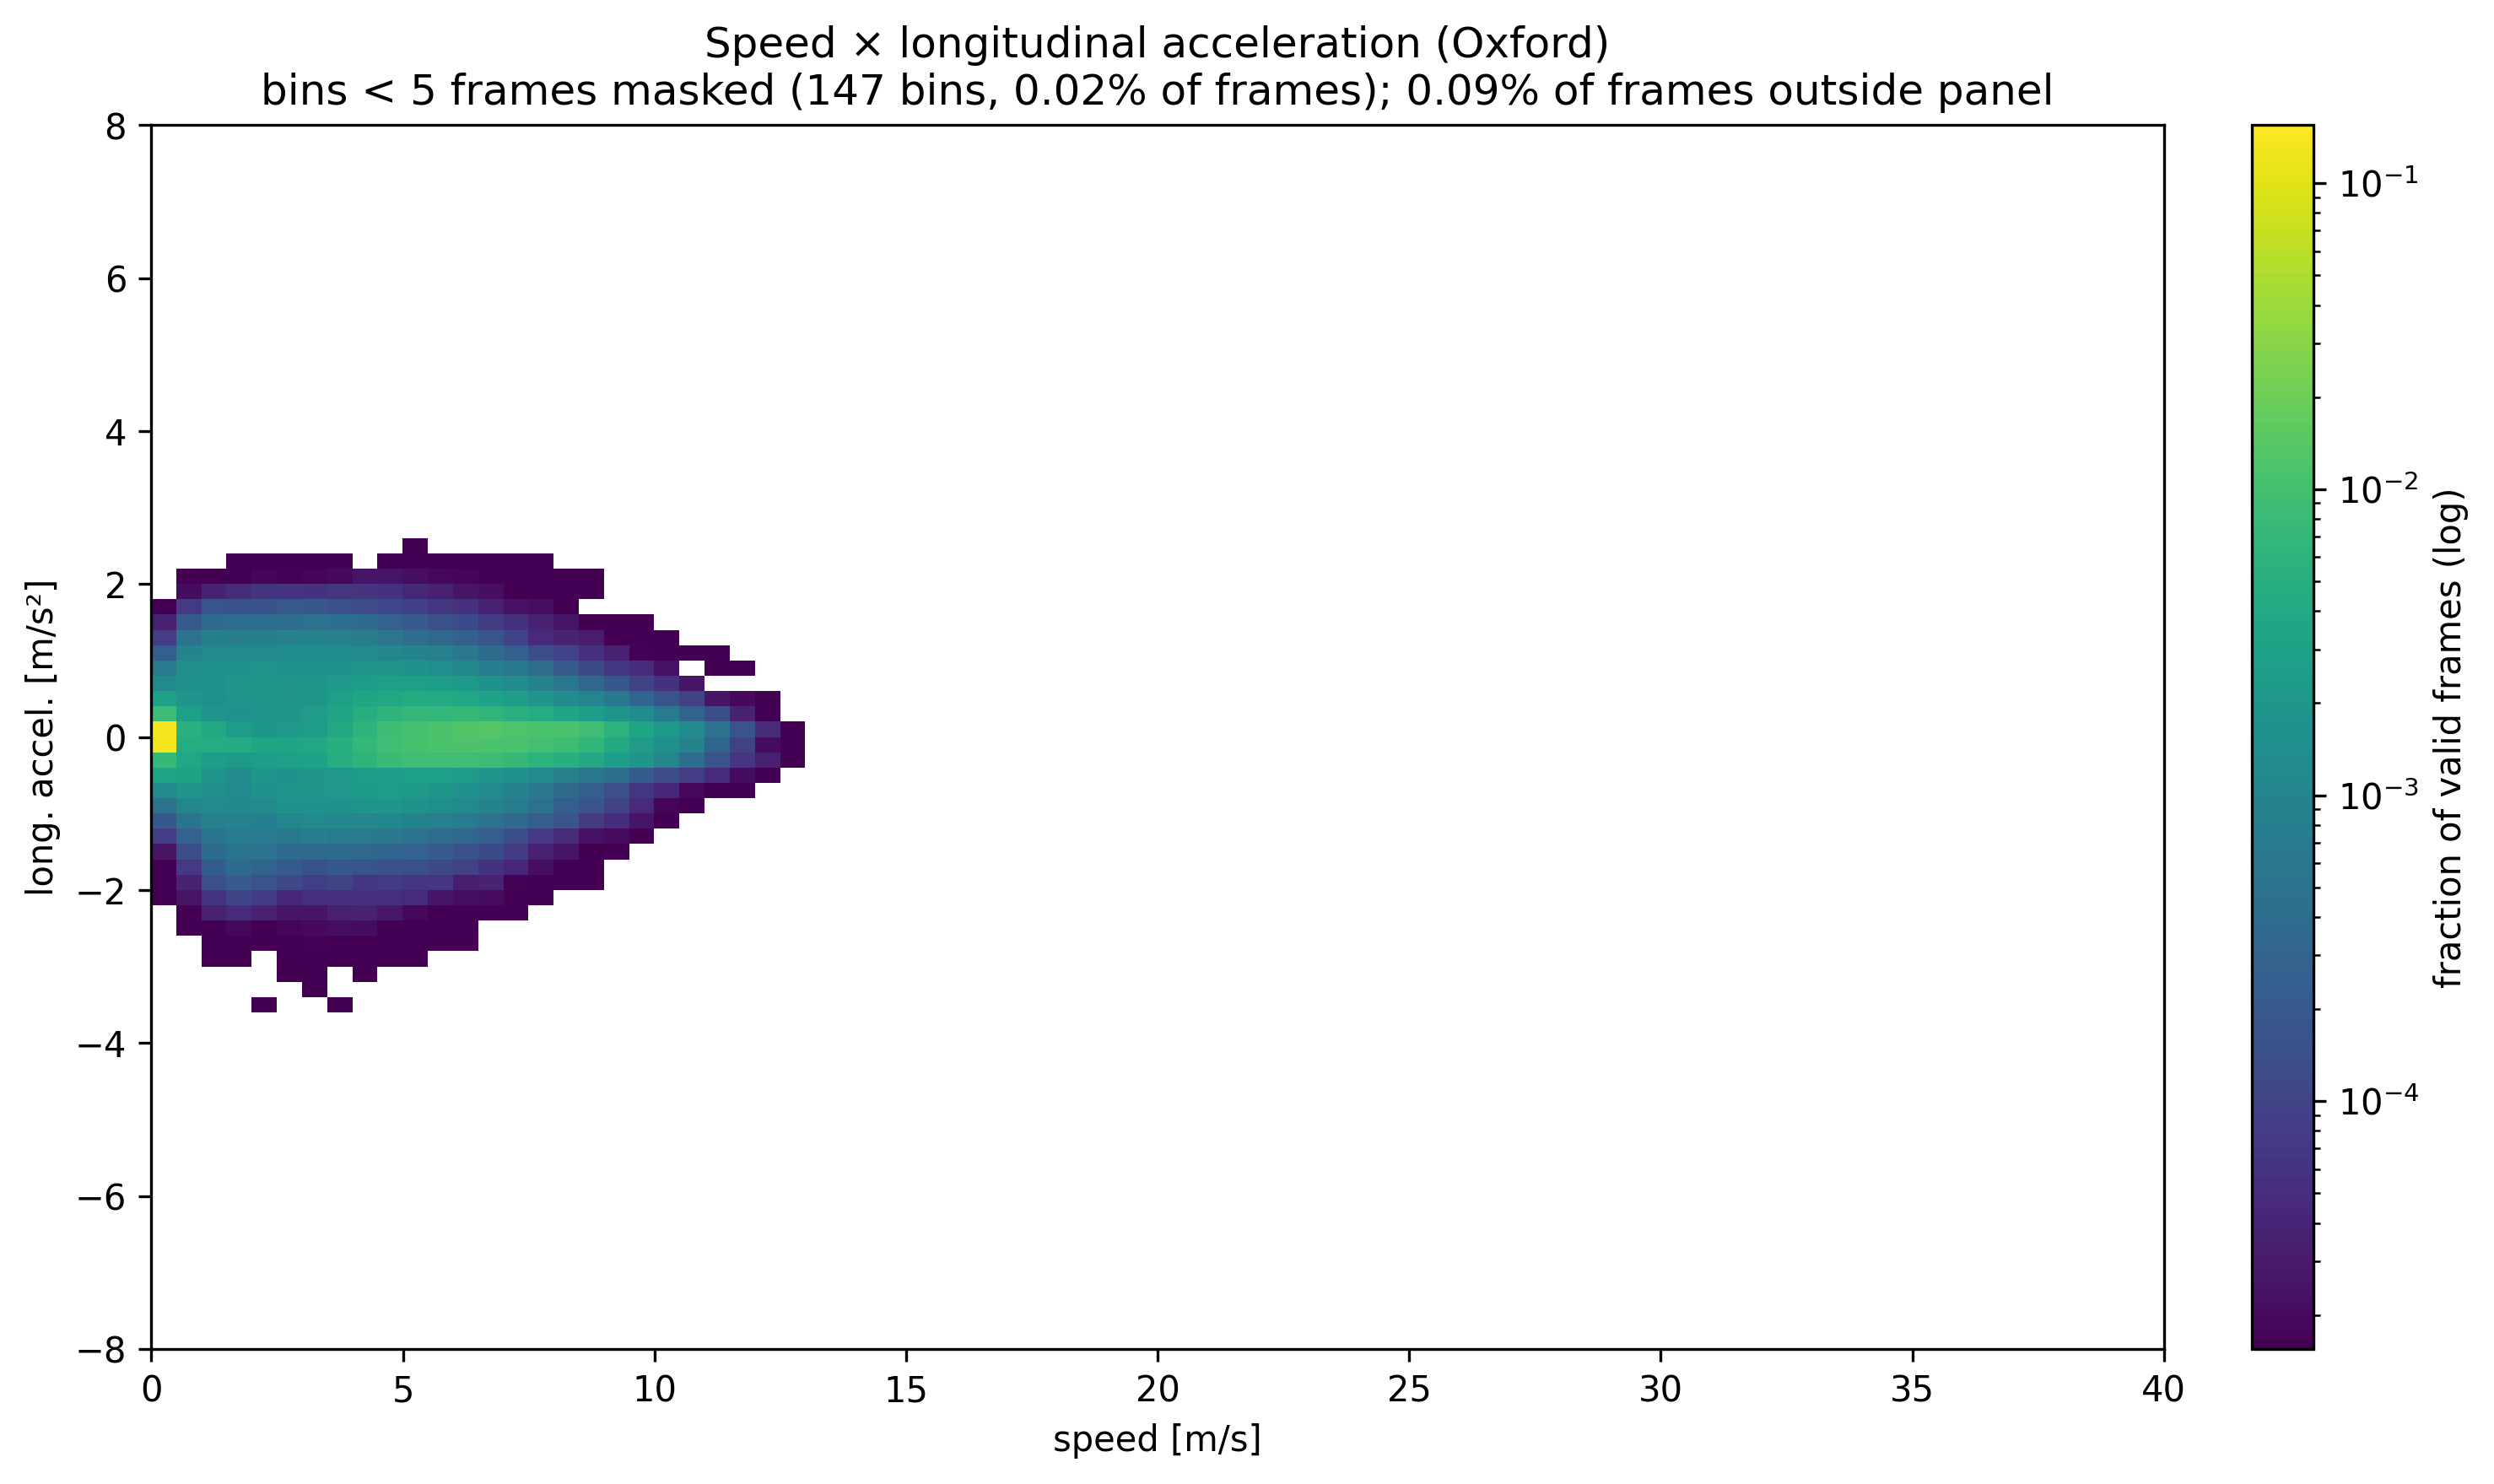 Speed × longitudinal acceleration (Oxford)
bins < 5 frames masked (147 bins, 0.02% of frames); 0.09% of frames outside panel
8
6
4
2
0
−2
−4
−6
−8
long. accel. [m/s²]
0 5 10 15 20 25 30 35 40
speed [m/s]
10⁻¹
10⁻²
10⁻³
10⁻⁴
fraction of valid frames (log)